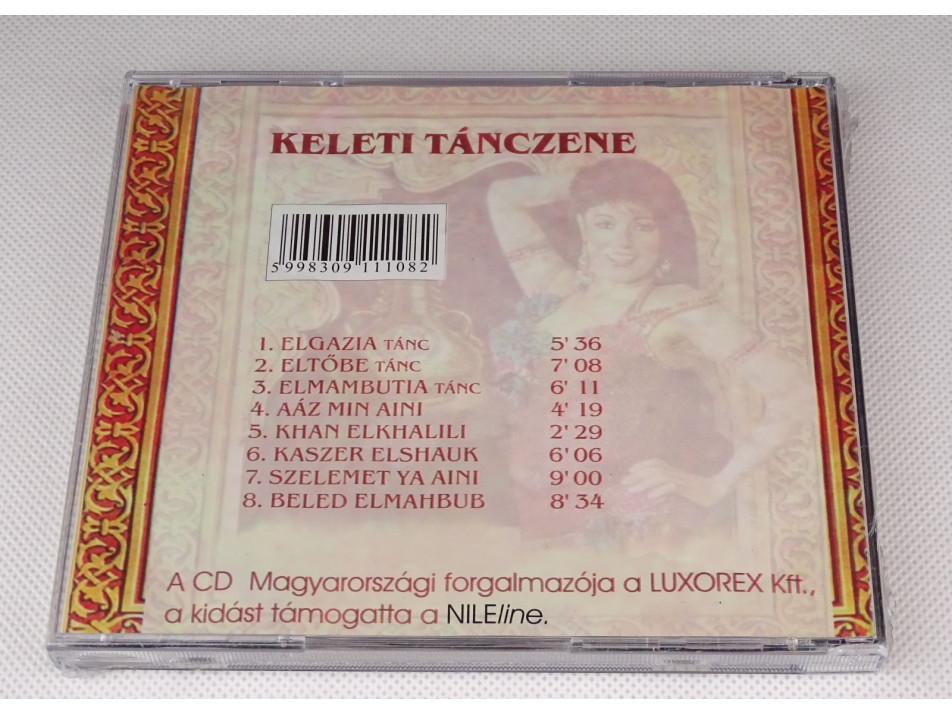 KELETI TÁNCZENE
5 998309 111082
1. ELGAZIA TÁNC 5' 36
2. ELTŐBE TÁNC 7' 08
3. ELMAMBUTIA TÁNC 6' 11
4. AÁZ MIN AINI 4' 19
5. KHAN ELKHALILI 2' 29
6. KASZER ELSHAUK 6' 06
7. SZELEMET YA AINI 9' 00
8. BELED ELMAHBUB 8' 34
A CD Magyarországi forgalmazója a LUXOREX Kft.,
a kidást támogatta a NILEline.